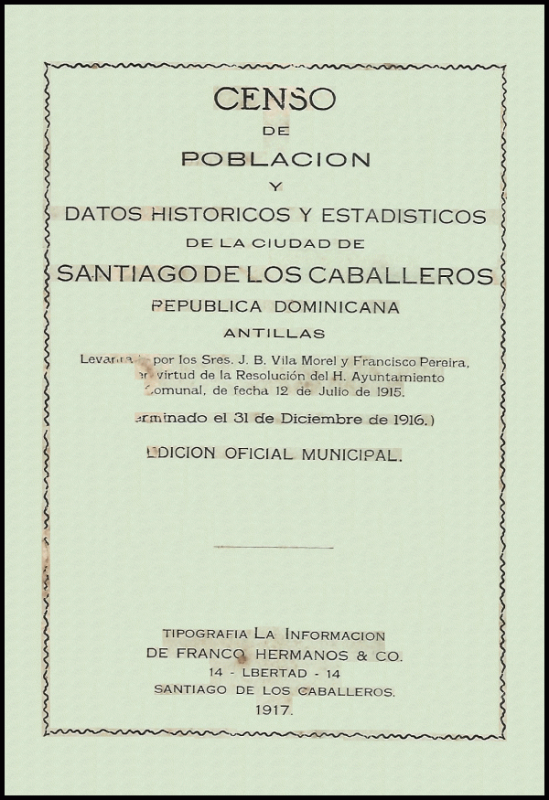 CENSO
DE
POBLACION
Y
DATOS HISTORICOS Y ESTADISTICOS
DE LA CIUDAD DE
SANTIAGO DE LOS CABALLEROS
REPUBLICA DOMINICANA
ANTILLAS
por los Sres. J. B. Vila Morel y Francisco Pereira,
virtud de la Resolución del H. Ayuntamiento
Comunal, de fecha 12 de Julio de 1915.
erminado el 31 de Diciembre de 1916.)
EDICION OFICIAL MUNICIPAL.
TIPOGRAFIA LA INFORMACION
DE FRANCO HERMANOS & CO.
14 - LBERTAD - 14
SANTIAGO DE LOS CABALLEROS.
1917.